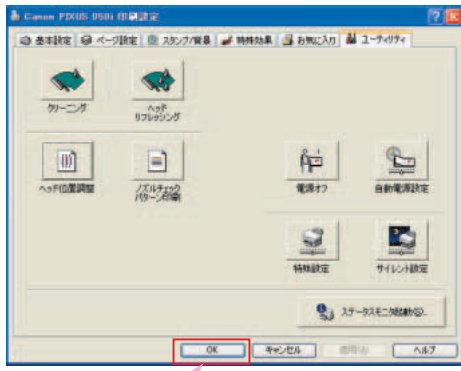 Canon PIXUS 950i 印刷設定
基本設定 ページ設定 スタンプ/背景 特殊効果 お気に入り ユーティリティ
クリーニング
ヘッド
リフレッシング
ヘッド位置調整
ノズルチェック
パターン印刷
電源オフ
自動電源設定
特殊設定
サイレント設定
ステータスモニタ起動(S)...
OK キャンセル 適用(A) ヘルプ